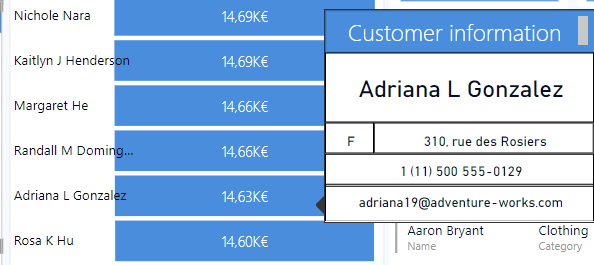 Nichole Nara 14,69K€
Kaitlyn J Henderson 14,69K€
Margaret He 14,66K€
Randall M Doming... 14,66K€
Adriana L Gonzalez 14,63K€
Rosa K Hu 14,60K€
Customer information
Adriana L Gonzalez
F 310, rue des Rosiers
1 (11) 500 555-0129
adriana19@adventure-works.com
Aaron Bryant Clothing
Name Category